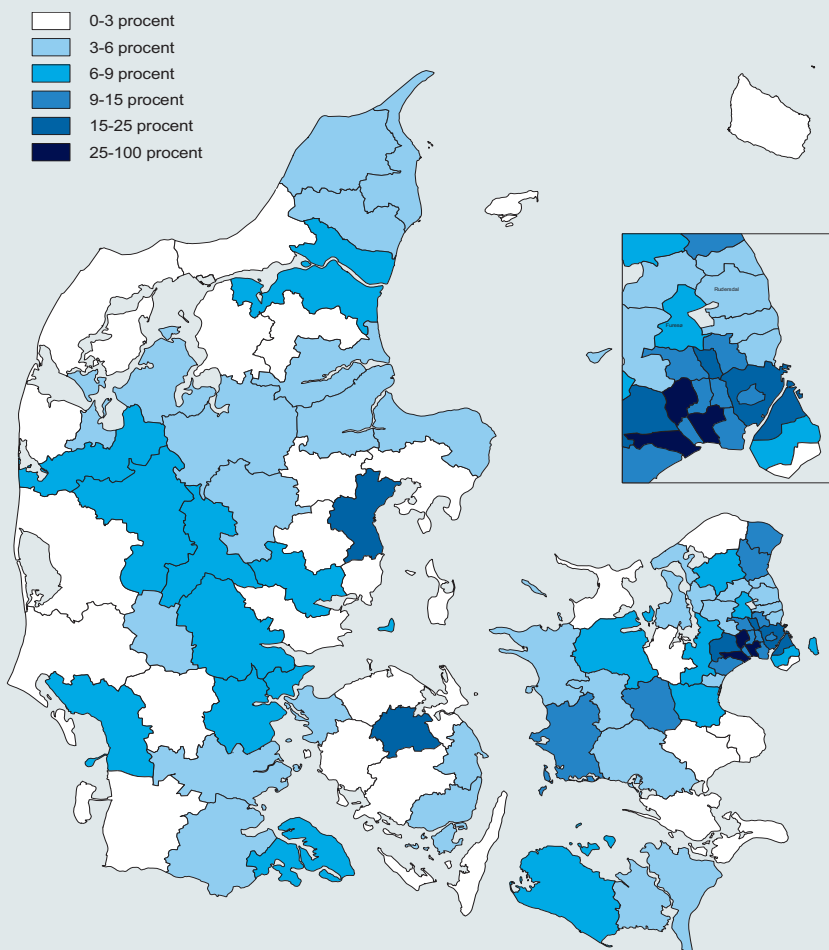 0-3 procent
3-6 procent
6-9 procent
9-15 procent
15-25 procent
25-100 procent
Rudersdal
Furesø